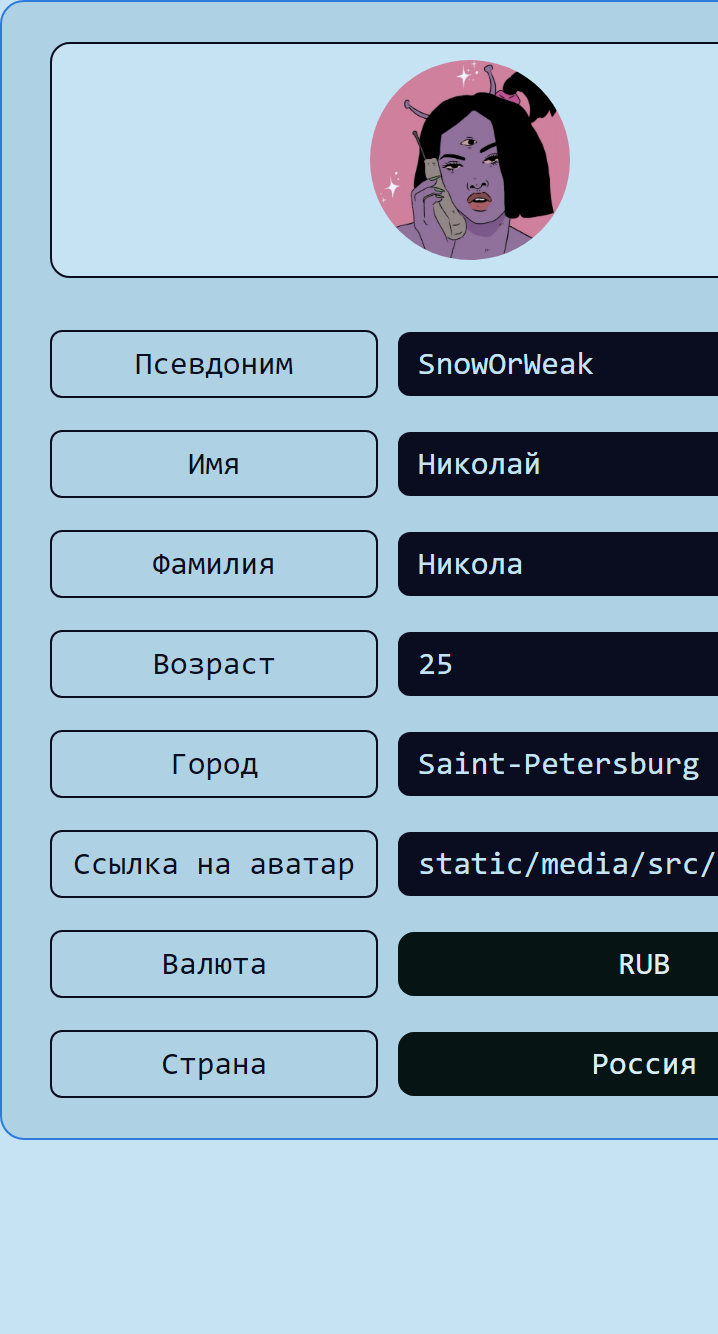 Псевдоним SnowOrWeak
Имя Николай
Фамилия Никола
Возраст 25
Город Saint-Petersburg
Ссылка на аватар static/media/src/
Валюта RUB
Страна Россия